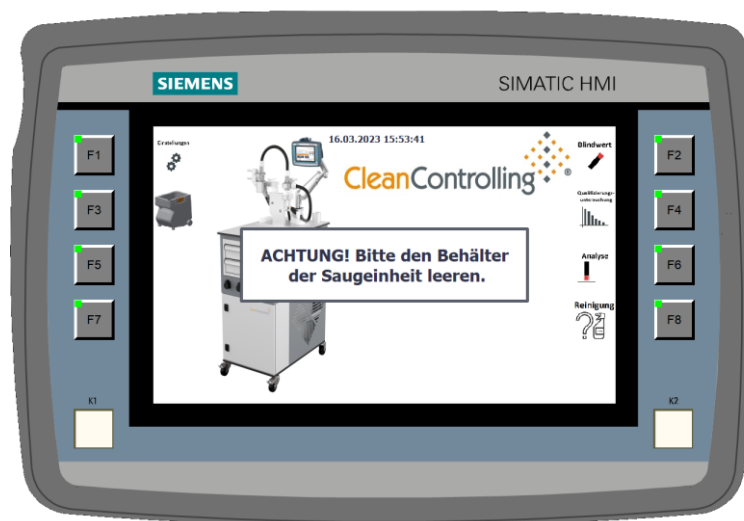 SIEMENS
SIMATIC HMI
F1
F2
F3
F4
F5
F6
F7
F8
K1
K2
Einstellungen
16.03.2023 15:53:41
CleanControlling
®
Blindwert
Qualifizierungs-
untersuchung
Analyse
Reinigung
ACHTUNG! Bitte den Behälter
der Saugeinheit leeren.